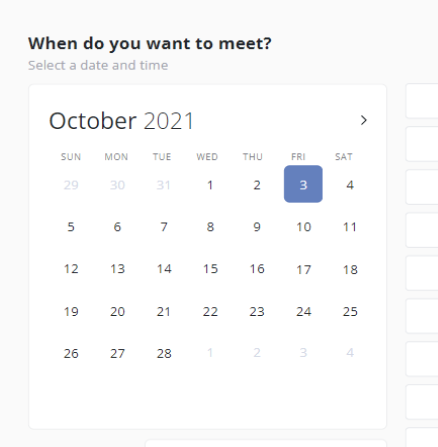 When do you want to meet?
Select a date and time
October 2021
SUN MON TUE WED THU FRI SAT
29 30 31 1 2 3 4
5 6 7 8 9 10 11
12 13 14 15 16 17 18
19 20 21 22 23 24 25
26 27 28 1 2 3 4